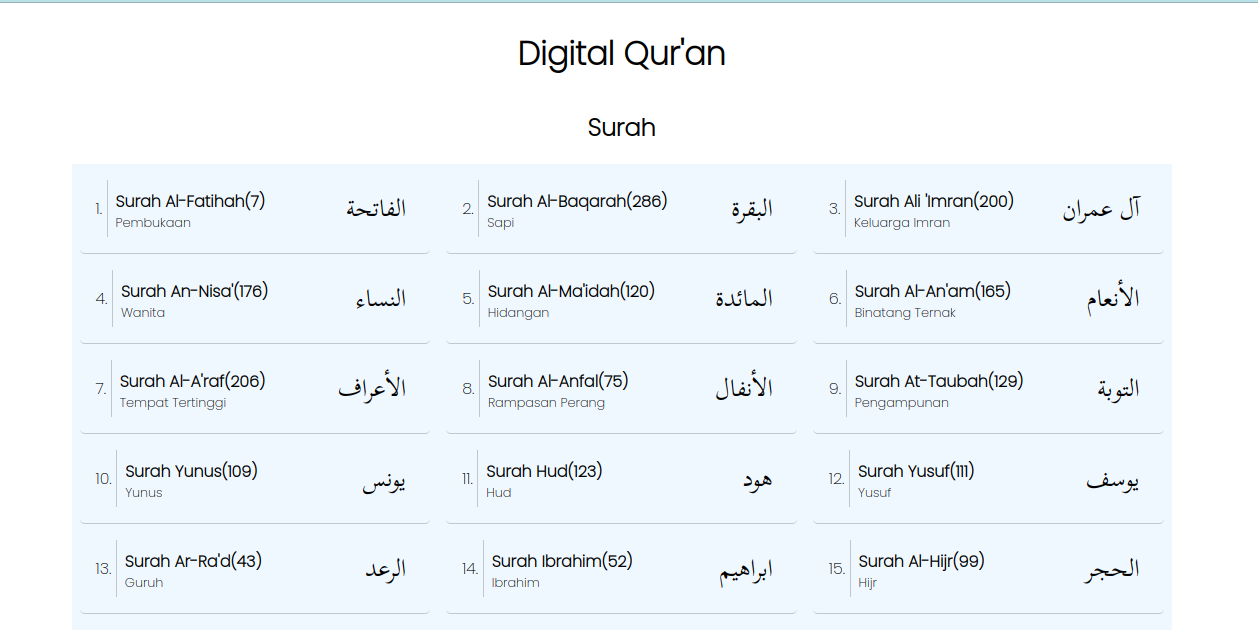 Digital Qur'an
Surah
1. Surah Al-Fatihah(7) الفاتحة
Pembukaan
2. Surah Al-Baqarah(286) البقرة
Sapi
3. Surah Ali 'Imran(200) آل عمران
Keluarga Imran
4. Surah An-Nisa'(176) النساء
Wanita
5. Surah Al-Ma'idah(120) المائدة
Hidangan
6. Surah Al-An'am(165) الأنعام
Binatang Ternak
7. Surah Al-A'raf(206) الأعراف
Tempat Tertinggi
8. Surah Al-Anfal(75) الأنفال
Rampasan Perang
9. Surah At-Taubah(129) التوبة
Pengampunan
10. Surah Yunus(109) يونس
Yunus
11. Surah Hud(123) هود
Hud
12. Surah Yusuf(111) يوسف
Yusuf
13. Surah Ar-Ra'd(43) الرعد
Guruh
14. Surah Ibrahim(52) ابراهيم
Ibrahim
15. Surah Al-Hijr(99) الحجر
Hijr